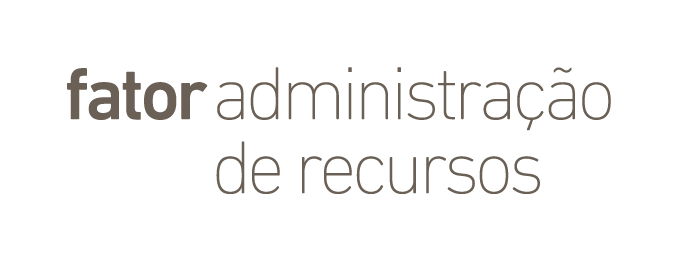 fator administração
de recursos